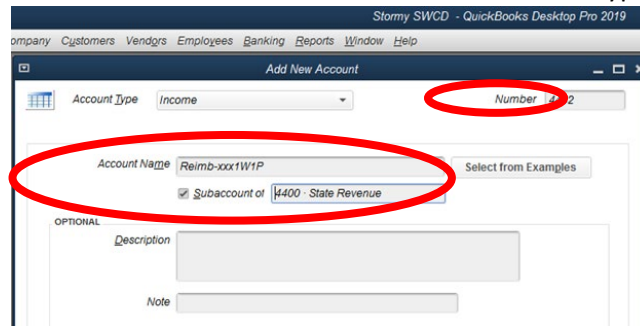 Stormy SWCD - QuickBooks Desktop Pro 2019
ompany Customers Vendors Employees Banking Reports Window Help
Add New Account
Account Type Income Number
Account Name Reimb-xxx1W1P Select from Examples
Subaccount of 4400 · State Revenue
OPTIONAL
Description
Note